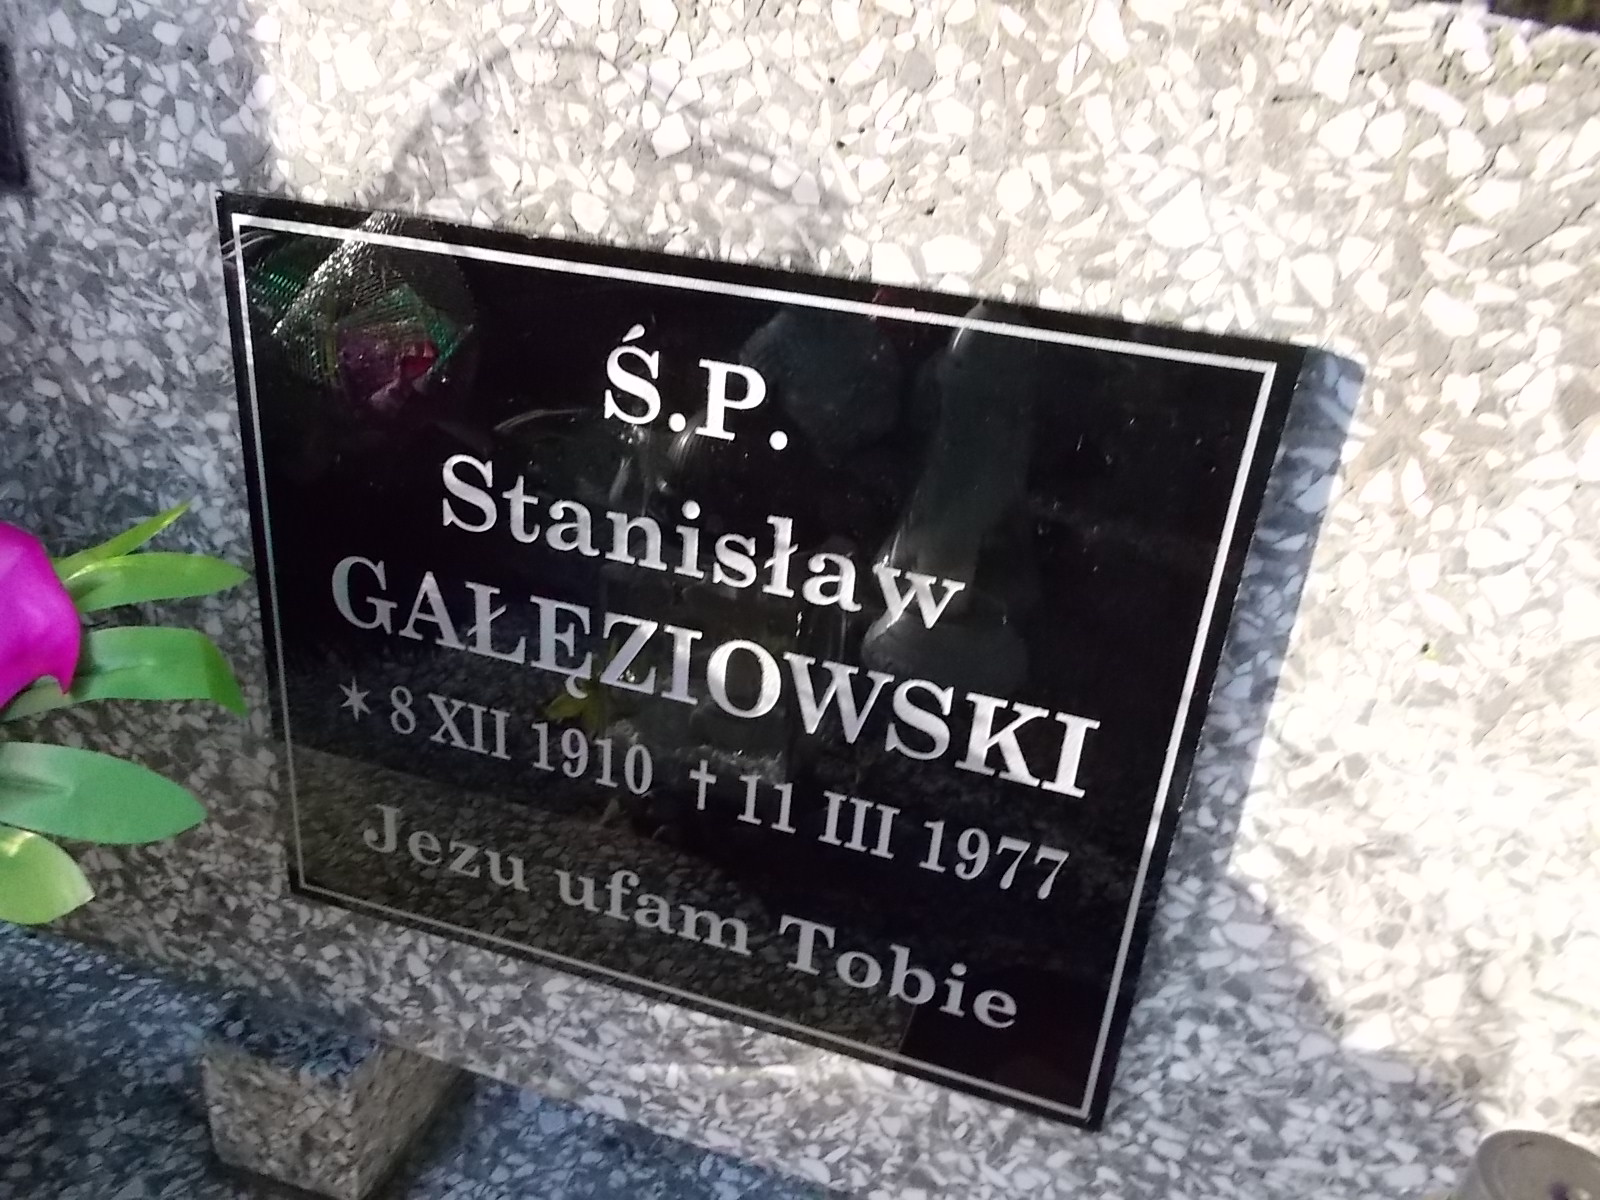 Ś.P.
Stanisław
GAŁĘZIOWSKI
✶ 8 XII 1910 † 11 III 1977
Jezu ufam Tobie